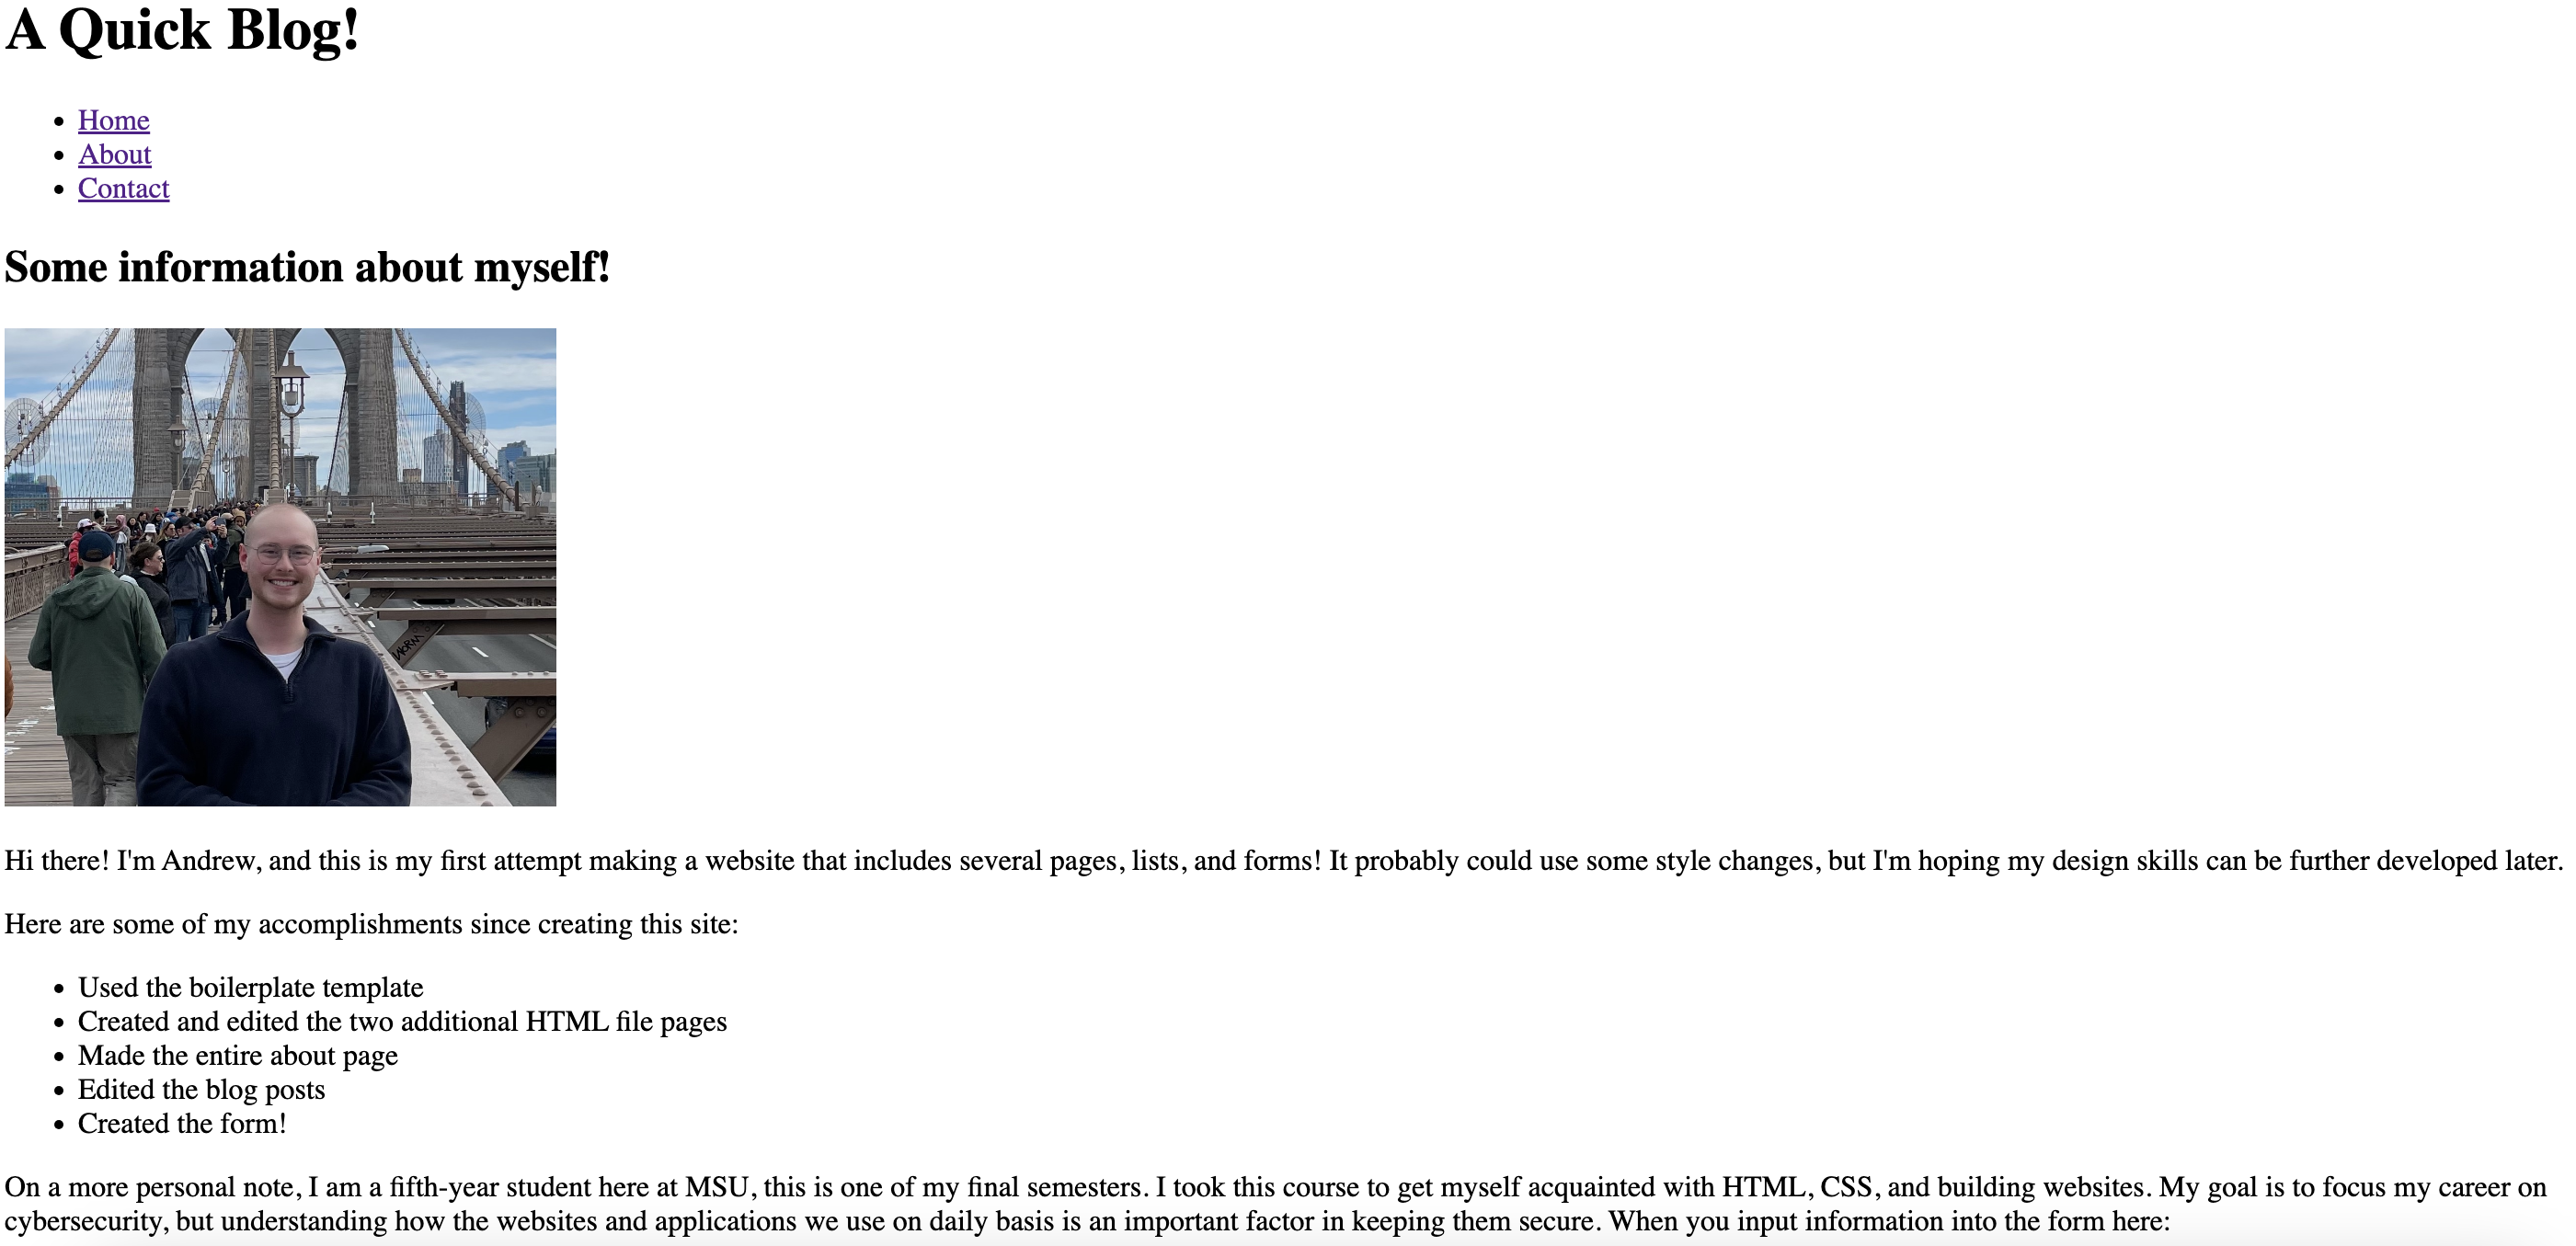 A Quick Blog!
Home
About
Contact
Some information about myself!
WORM
Hi there! I'm Andrew, and this is my first attempt making a website that includes several pages, lists, and forms! It probably could use some style changes, but I'm hoping my design skills can be further developed later.
Here are some of my accomplishments since creating this site:
Used the boilerplate template
Created and edited the two additional HTML file pages
Made the entire about page
Edited the blog posts
Created the form!
On a more personal note, I am a fifth-year student here at MSU, this is one of my final semesters. I took this course to get myself acquainted with HTML, CSS, and building websites. My goal is to focus my career on
cybersecurity, but understanding how the websites and applications we use on daily basis is an important factor in keeping them secure. When you input information into the form here: